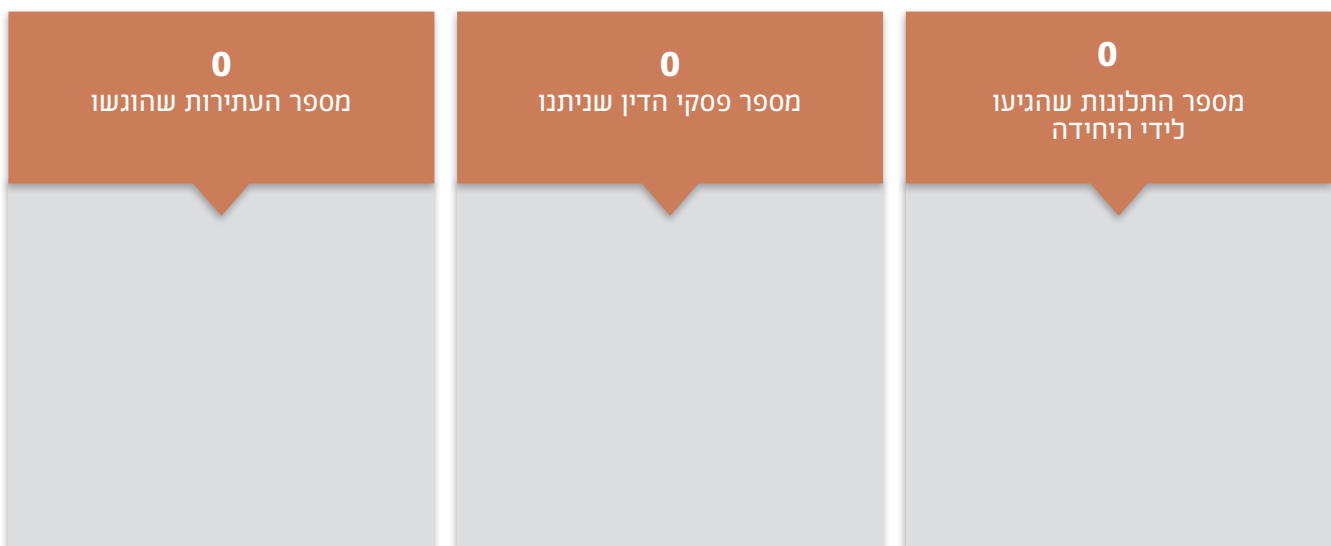 0
מספר התלונות שהגיעו
לידי היחידה
0
מספר פסקי הדין שניתנו
0
מספר העתירות שהוגשו